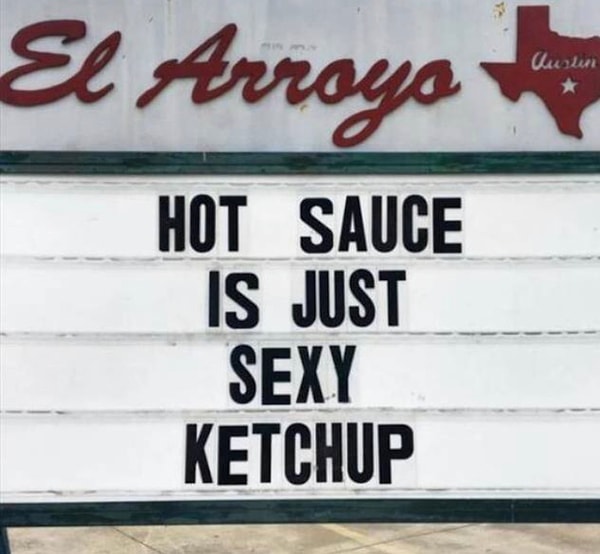 El Arroyo
Austin
HOT SAUCE
IS JUST
SEXY
KETCHUP